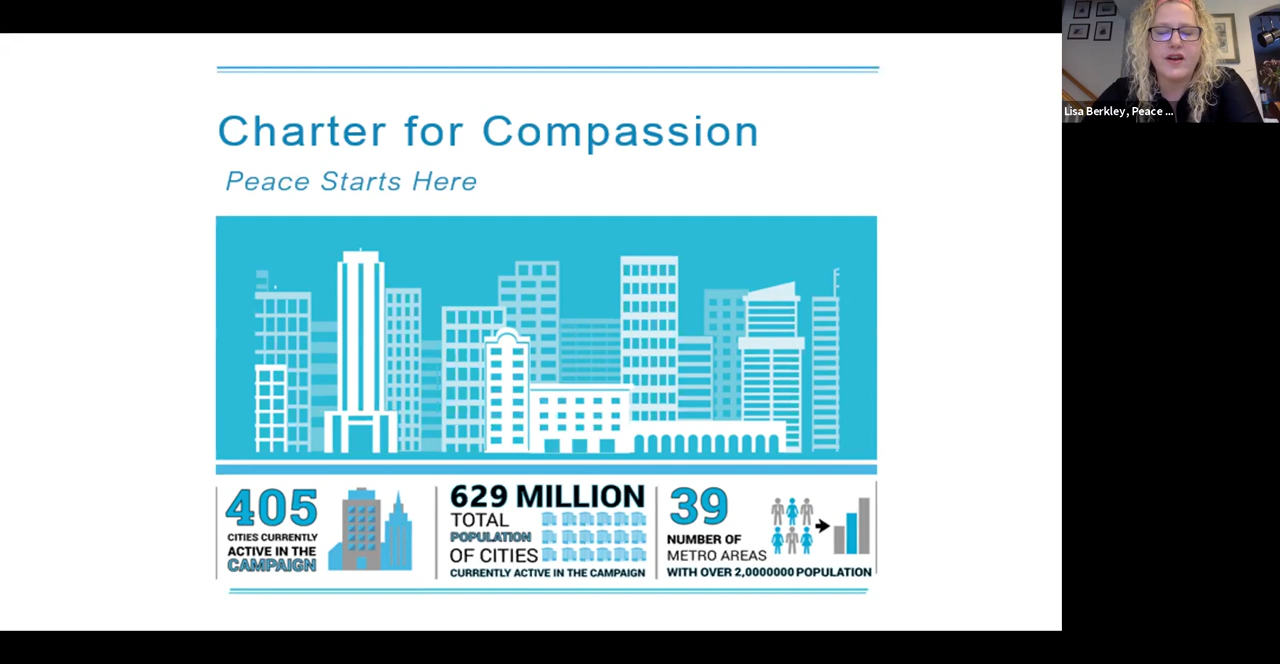 Charter for Compassion
Peace Starts Here
405
CITIES CURRENTLY
ACTIVE IN THE
CAMPAIGN
629 MILLION
TOTAL
POPULATION
OF CITIES
CURRENTLY ACTIVE IN THE CAMPAIGN
39
NUMBER OF
METRO AREAS
WITH OVER 2,0000000 POPULATION
Lisa Berkley, Peace ...